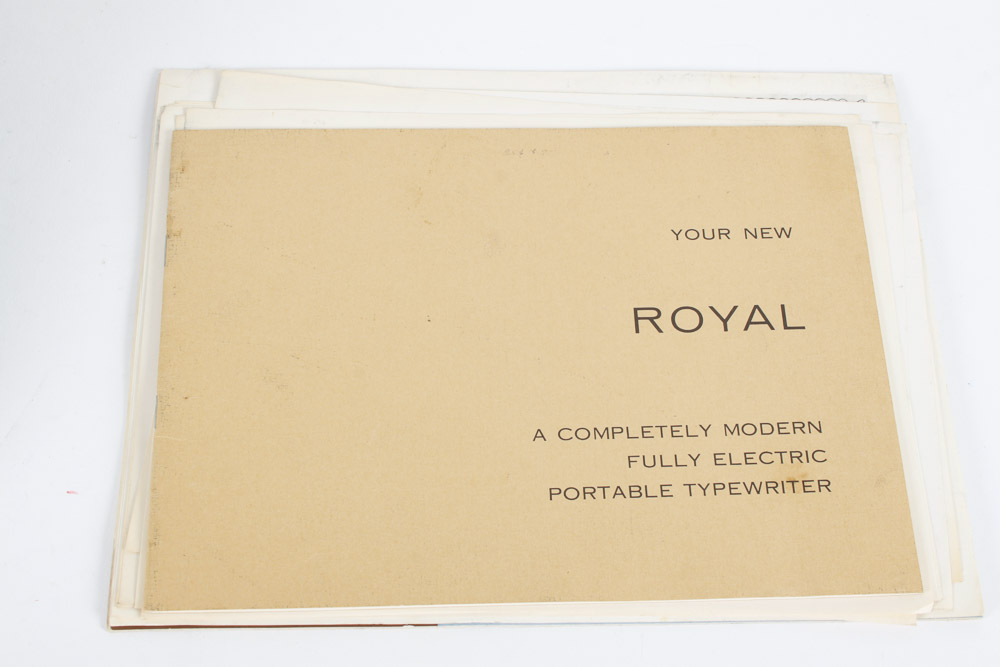 YOUR NEW
ROYAL
A COMPLETELY MODERN
FULLY ELECTRIC
PORTABLE TYPEWRITER